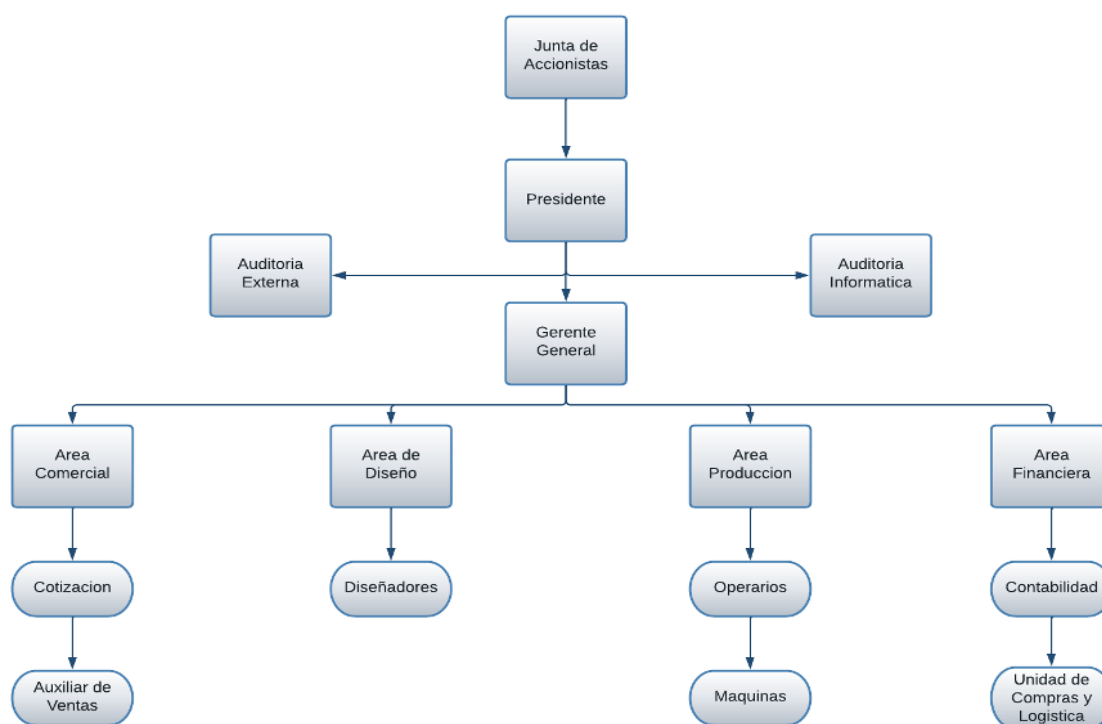 Junta de
Accionistas
Presidente
Auditoria
Externa
Auditoria
Informatica
Gerente
General
Area
Comercial
Area de
Diseño
Area
Produccion
Area
Financiera
Cotizacion
Diseñadores
Operarios
Contabilidad
Auxiliar de
Ventas
Maquinas
Unidad de
Compras y
Logistica